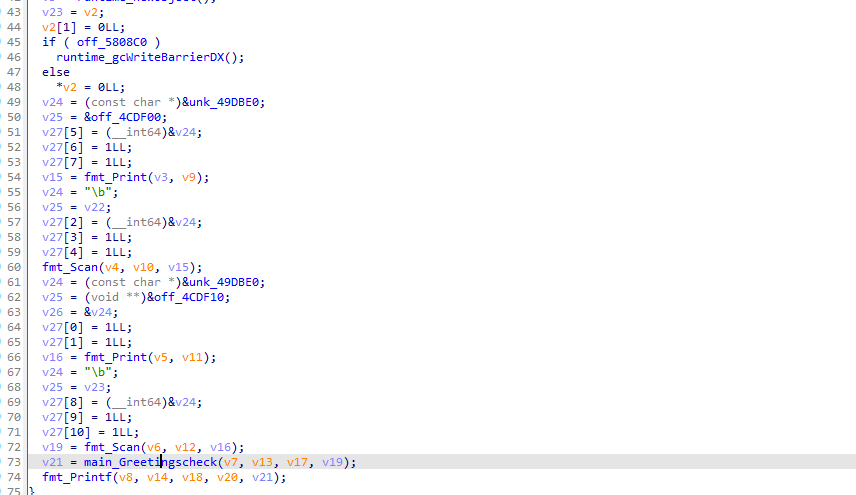 43 v23 = v2;
44 v2[1] = 0LL;
45 if ( off_5808C0 )
46 runtime_gcWriteBarrierDX();
47 else
48 *v2 = 0LL;
49 v24 = (const char *)&unk_49DBE0;
50 v25 = &off_4CDF00;
51 v27[5] = (__int64)&v24;
52 v27[6] = 1LL;
53 v27[7] = 1LL;
54 v15 = fmt_Print(v3, v9);
55 v24 = "\b";
56 v25 = v22;
57 v27[2] = (__int64)&v24;
58 v27[3] = 1LL;
59 v27[4] = 1LL;
60 fmt_Scan(v4, v10, v15);
61 v24 = (const char *)&unk_49DBE0;
62 v25 = (void **)&off_4CDF10;
63 v26 = &v24;
64 v27[0] = 1LL;
65 v27[1] = 1LL;
66 v16 = fmt_Print(v5, v11);
67 v24 = "\b";
68 v25 = v23;
69 v27[8] = (__int64)&v24;
70 v27[9] = 1LL;
71 v27[10] = 1LL;
72 v19 = fmt_Scan(v6, v12, v16);
73 v21 = main_Greetingscheck(v7, v13, v17, v19);
74 fmt_Printf(v8, v14, v18, v20, v21);
75 }